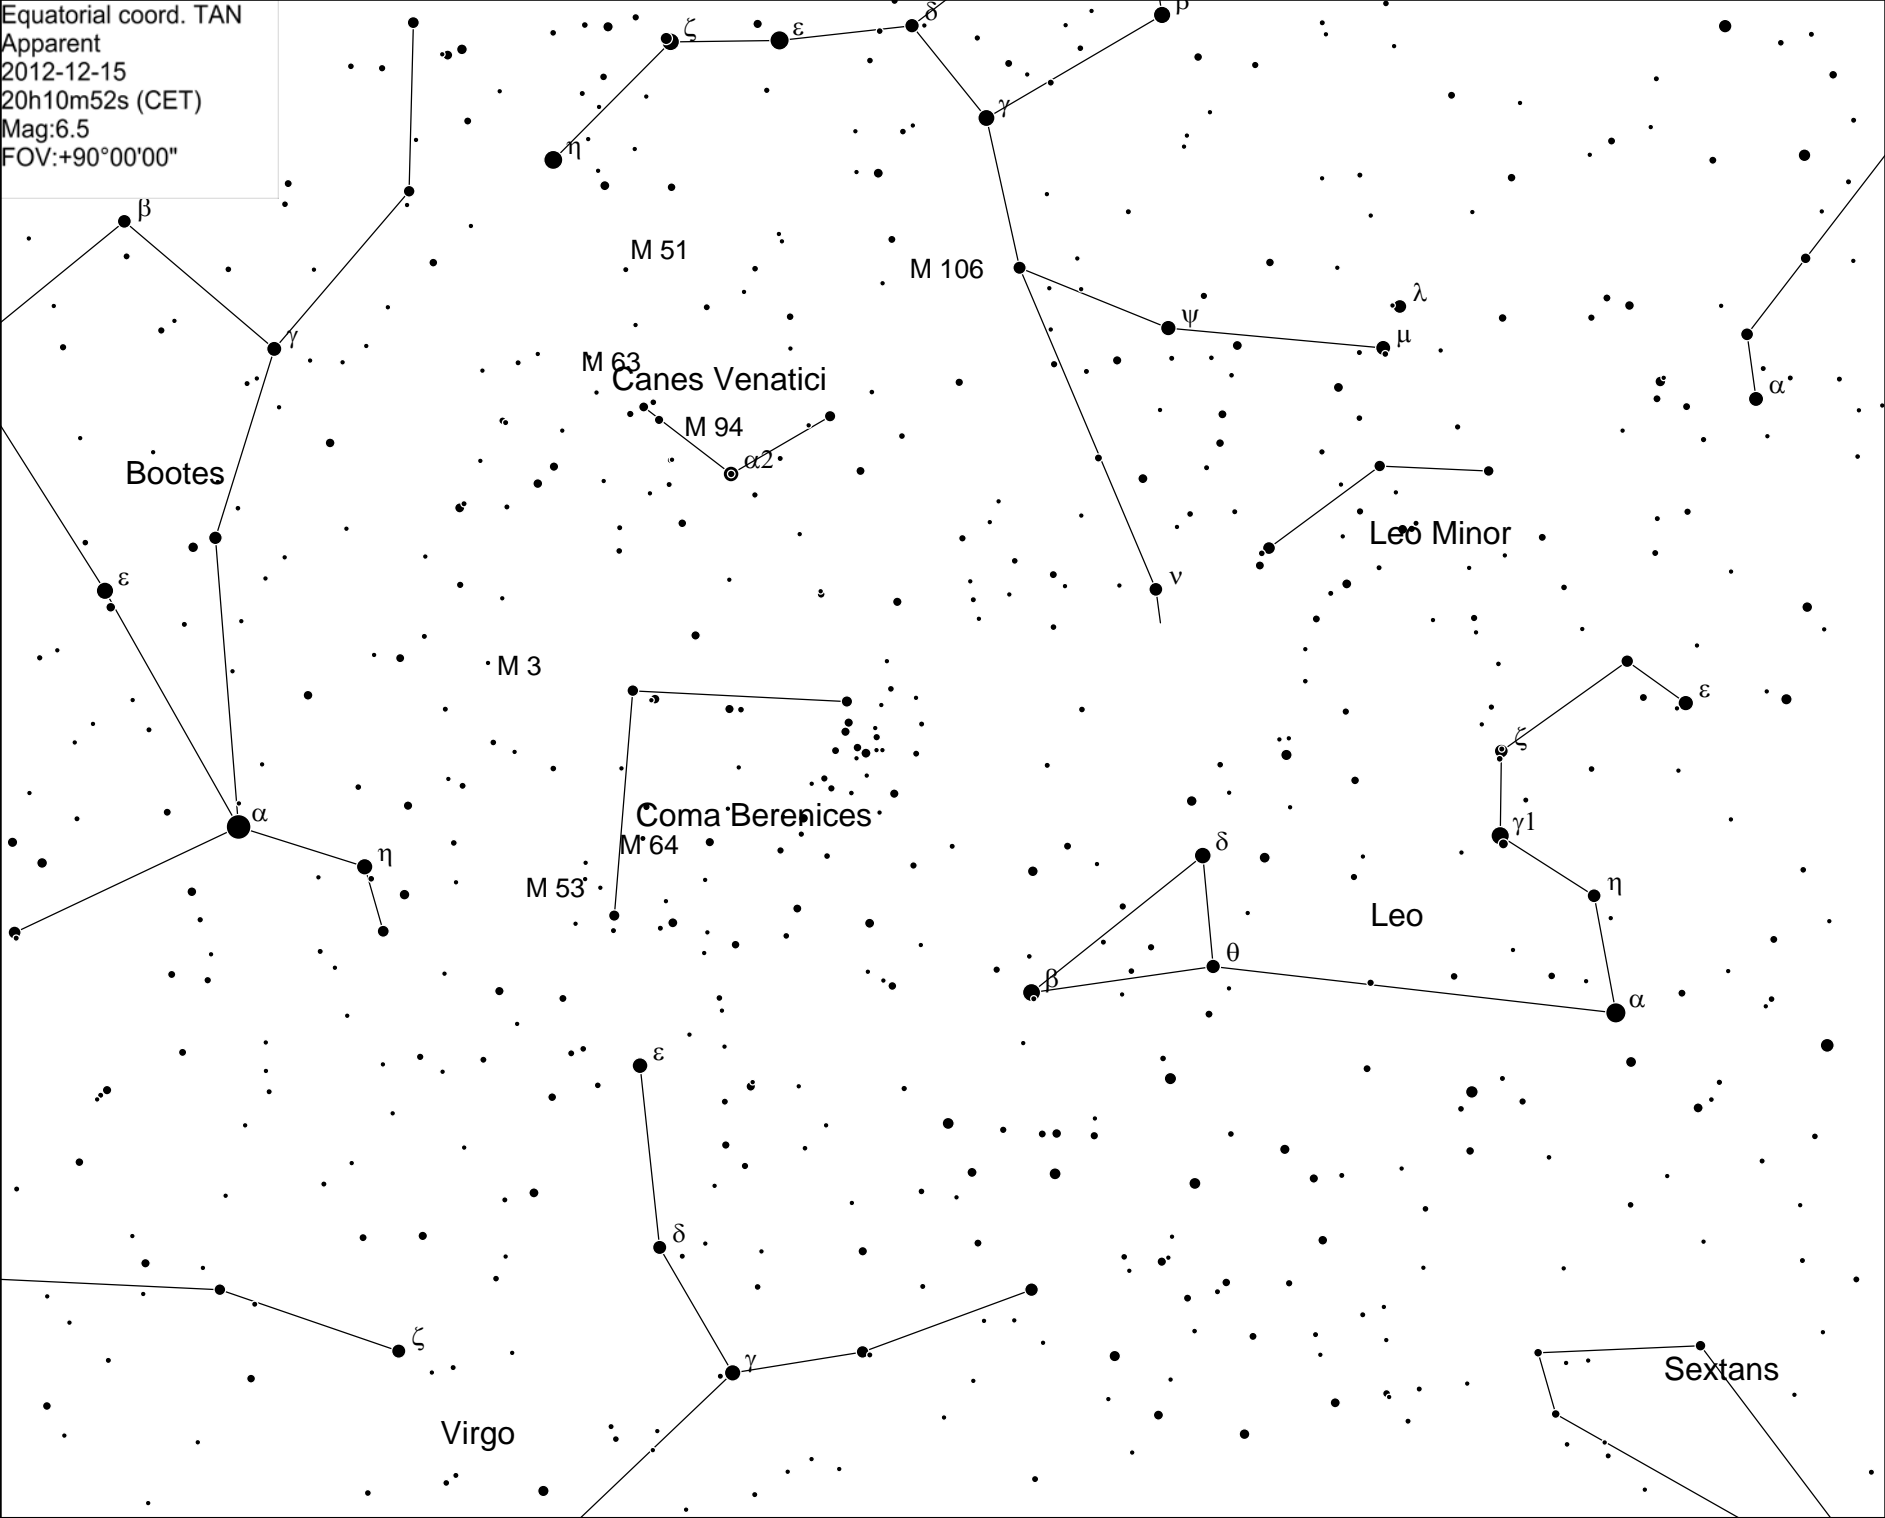 Equatorial coord. TAN
Apparent
2012-12-15
20h10m52s (CET)
Mag:6.5
FOV:+90°00'00"
ζ ε δ β
γ
η
β
M 51
M 106
λ
ψ
μ
γ
M 63
Canes Venatici
α
M 94
α2
Bootes
Leo Minor
ε
ν
M 3
ε
ζ
α
Coma Berenices
γ1
M 64
δ
η
η
M 53
Leo
θ
β
α
ε
δ
ζ
γ
Sextans
Virgo